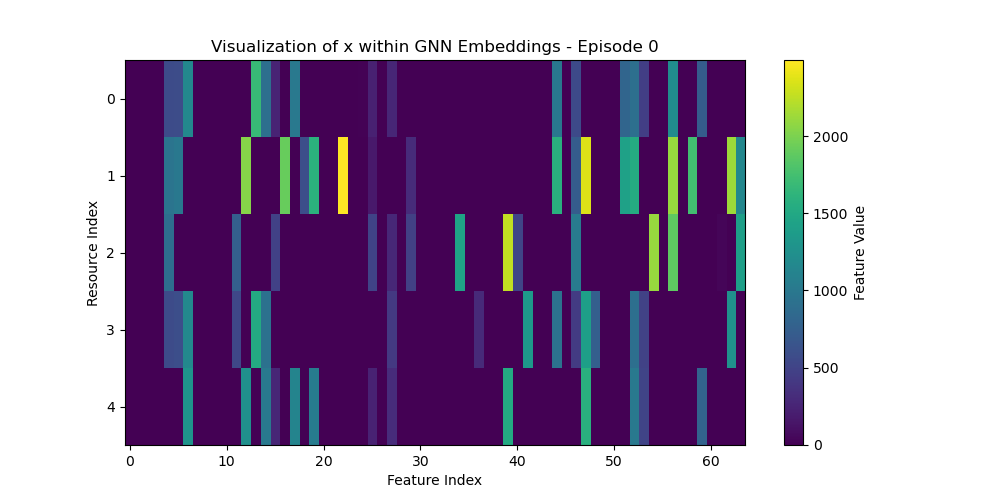 Visualization of x within GNN Embeddings - Episode 0
Resource Index
0
1
2
3
4
0 10 20 30 40 50 60
Feature Index
2000
1500
1000
500
0
Feature Value